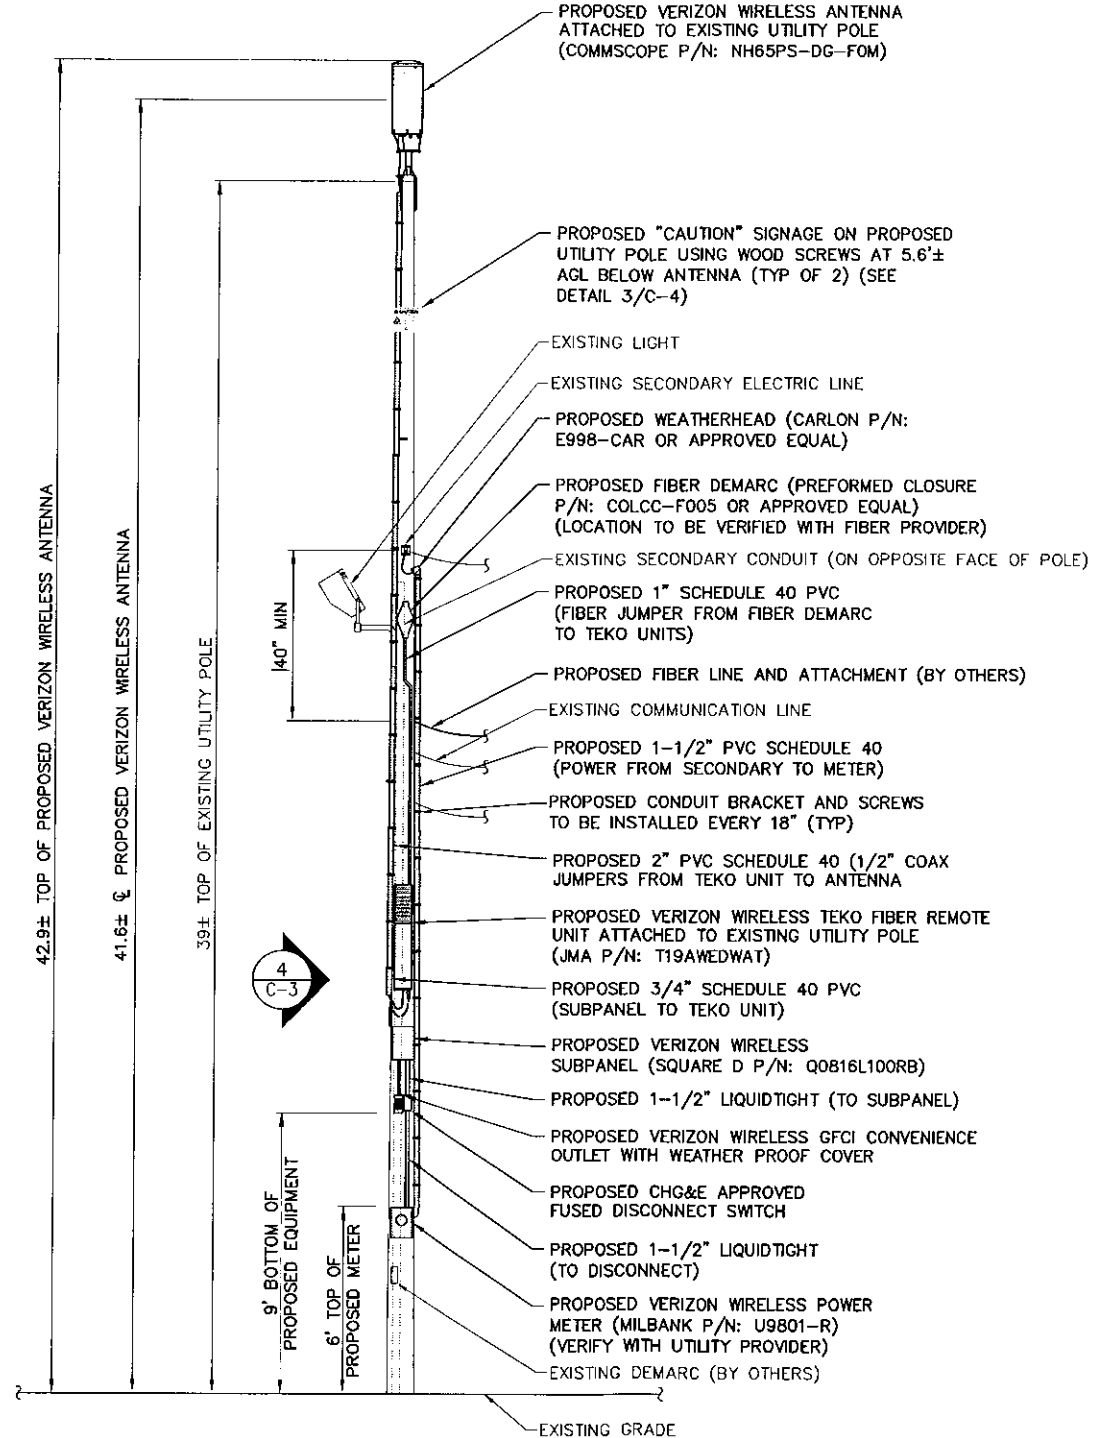 PROPOSED VERIZON WIRELESS ANTENNA
ATTACHED TO EXISTING UTILITY POLE
(COMMSCOPE P/N: NH65PS-DG-F0M)
PROPOSED "CAUTION" SIGNAGE ON PROPOSED
UTILITY POLE USING WOOD SCREWS AT 5.6'±
AGL BELOW ANTENNA (TYP OF 2) (SEE
DETAIL 3/C-4)
EXISTING LIGHT
EXISTING SECONDARY ELECTRIC LINE
PROPOSED WEATHERHEAD (CARLON P/N:
E998-CAR OR APPROVED EQUAL)
PROPOSED FIBER DEMARC (PREFORMED CLOSURE
P/N: COLCC-F005 OR APPROVED EQUAL)
(LOCATION TO BE VERIFIED WITH FIBER PROVIDER)
EXISTING SECONDARY CONDUIT (ON OPPOSITE FACE OF POLE)
PROPOSED 1" SCHEDULE 40 PVC
(FIBER JUMPER FROM FIBER DEMARC
TO TEKO UNITS)
PROPOSED FIBER LINE AND ATTACHMENT (BY OTHERS)
EXISTING COMMUNICATION LINE
PROPOSED 1-1/2" PVC SCHEDULE 40
(POWER FROM SECONDARY TO METER)
PROPOSED CONDUIT BRACKET AND SCREWS
TO BE INSTALLED EVERY 18" (TYP)
PROPOSED 2" PVC SCHEDULE 40 (1/2" COAX
JUMPERS FROM TEKO UNIT TO ANTENNA
PROPOSED VERIZON WIRELESS TEKO FIBER REMOTE
UNIT ATTACHED TO EXISTING UTILITY POLE
(JMA P/N: T19AWEDWAT)
PROPOSED 3/4" SCHEDULE 40 PVC
(SUBPANEL TO TEKO UNIT)
PROPOSED VERIZON WIRELESS
SUBPANEL (SQUARE D P/N: Q0816L100RB)
PROPOSED 1-1/2" LIQUIDTIGHT (TO SUBPANEL)
PROPOSED VERIZON WIRELESS GFCI CONVENIENCE
OUTLET WITH WEATHER PROOF COVER
PROPOSED CHG&E APPROVED
FUSED DISCONNECT SWITCH
PROPOSED 1-1/2" LIQUIDTIGHT
(TO DISCONNECT)
PROPOSED VERIZON WIRELESS POWER
METER (MILBANK P/N: U9801-R)
(VERIFY WITH UTILITY PROVIDER)
EXISTING DEMARC (BY OTHERS)
EXISTING GRADE
42.9± TOP OF PROPOSED VERIZON WIRELESS ANTENNA
41.6± ℄ PROPOSED VERIZON WIRELESS ANTENNA
39± TOP OF EXISTING UTILITY POLE
40" MIN
4
C-3
9' BOTTOM OF
PROPOSED EQUIPMENT
6' TOP OF
PROPOSED METER